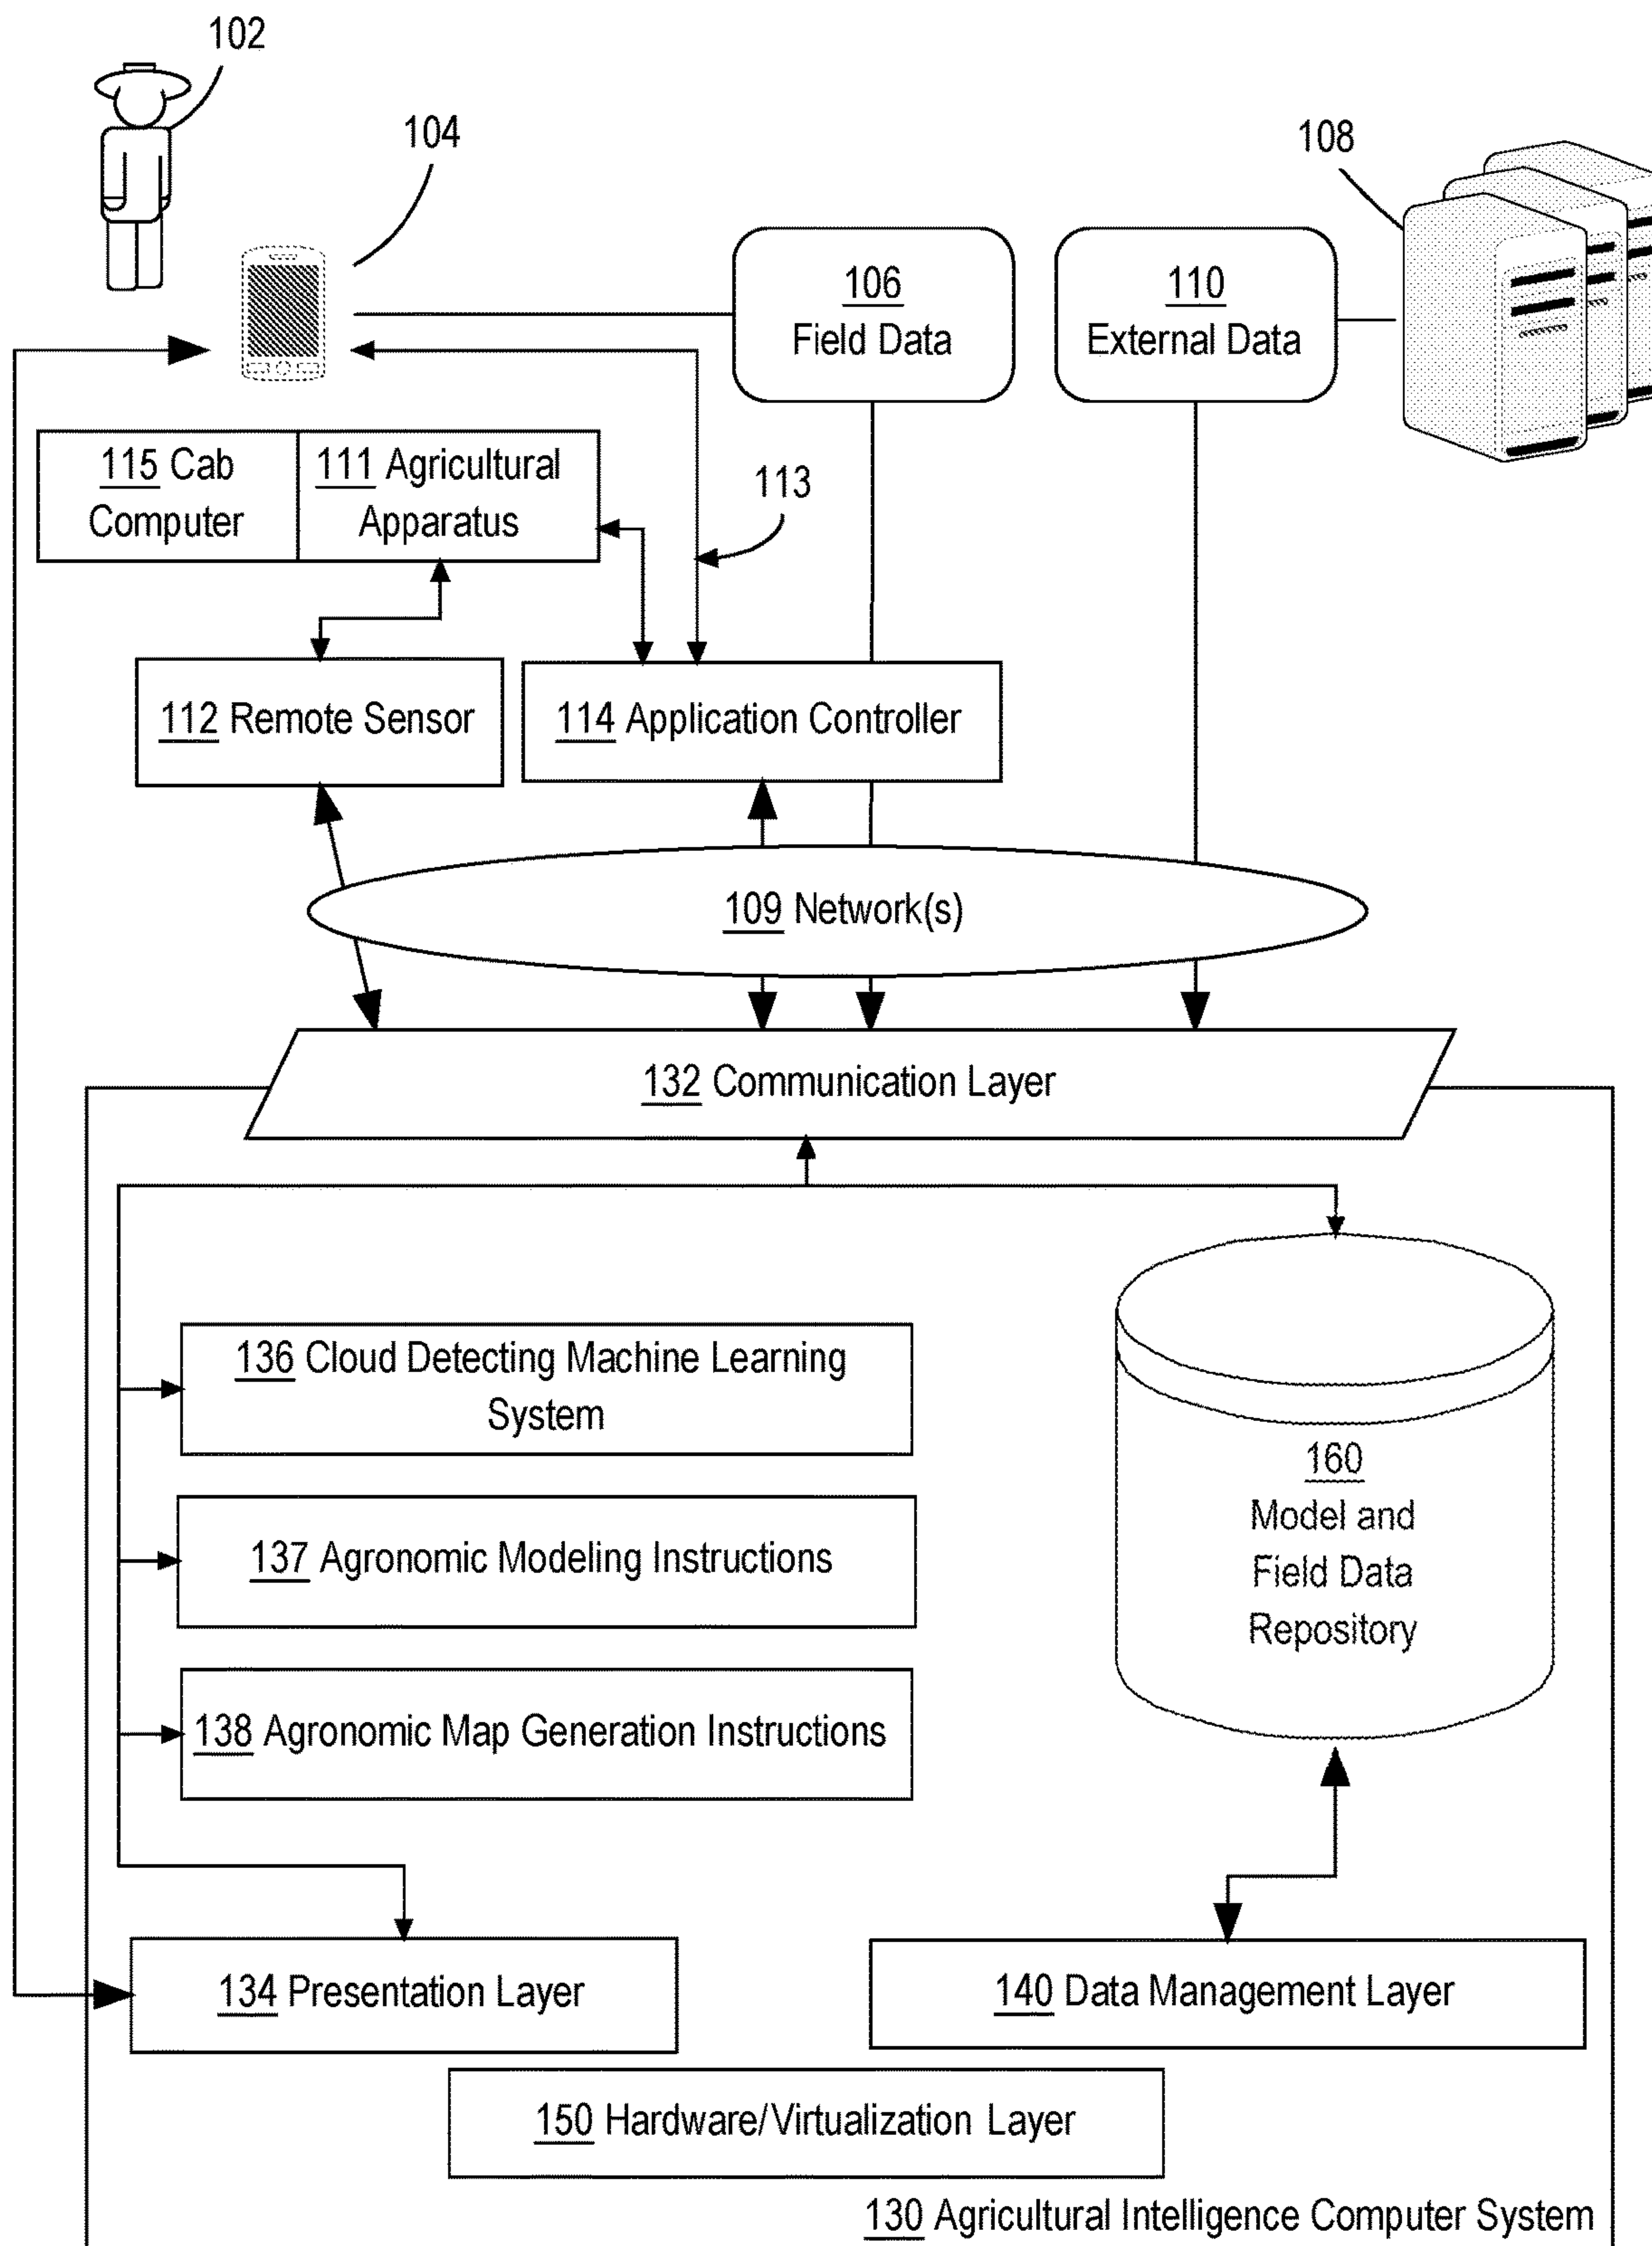 102
104
108
106
Field Data
110
External Data
115 Cab
Computer
111 Agricultural
Apparatus
113
112 Remote Sensor
114 Application Controller
109 Network(s)
132 Communication Layer
136 Cloud Detecting Machine Learning
System
137 Agronomic Modeling Instructions
138 Agronomic Map Generation Instructions
160
Model and
Field Data
Repository
134 Presentation Layer
140 Data Management Layer
150 Hardware/Virtualization Layer
130 Agricultural Intelligence Computer System